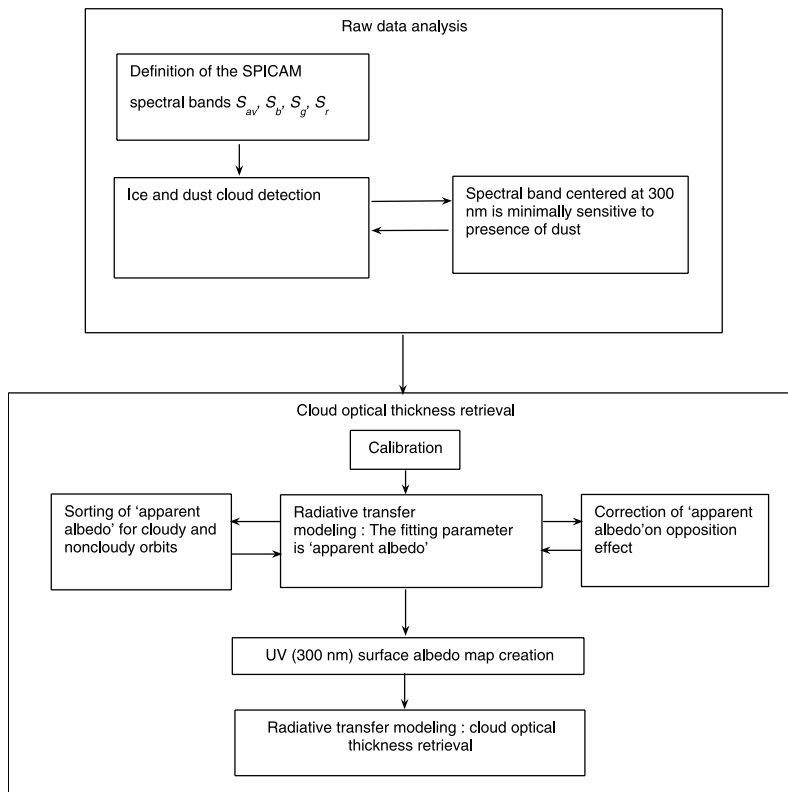 Raw data analysis
Definition of the SPICAM
spectral bands S_av, S_b, S_g, S_r
Ice and dust cloud detection
Spectral band centered at 300
nm is minimally sensitive to
presence of dust
Cloud optical thickness retrieval
Calibration
Sorting of ‘apparent
albedo’ for cloudy and
noncloudy orbits
Radiative transfer
modeling : The fitting parameter
is ‘apparent albedo’
Correction of ‘apparent
albedo’on opposition
effect
UV (300 nm) surface albedo map creation
Radiative transfer modeling : cloud optical
thickness retrieval